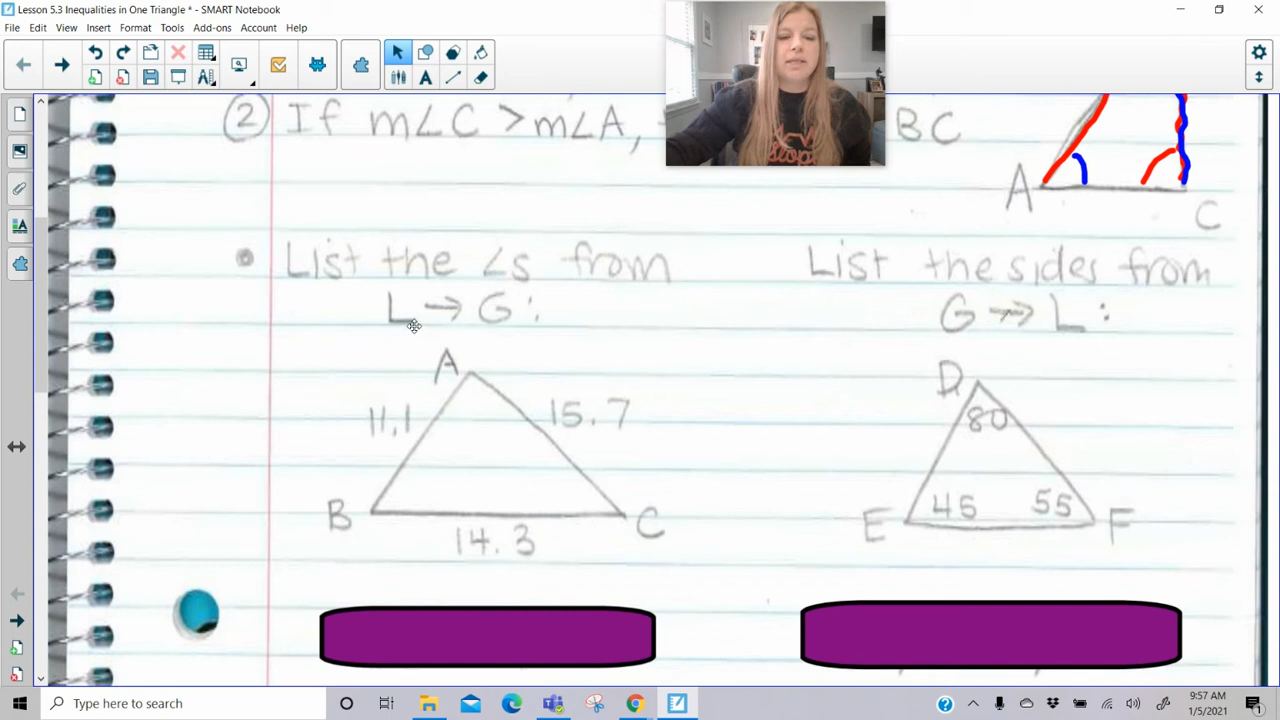 Lesson 5.3 Inequalities in One Triangle * - SMART Notebook
File Edit View Insert Format Tools Add-ons Account Help
② If m∠C > m∠A,
BC
A
C
• List the ∠s from
L → G:
A
11.1
15.7
B
C
14.3
List the sides from
G → L:
D
80
E
45
55
F
Type here to search
9:57 AM
1/5/2021